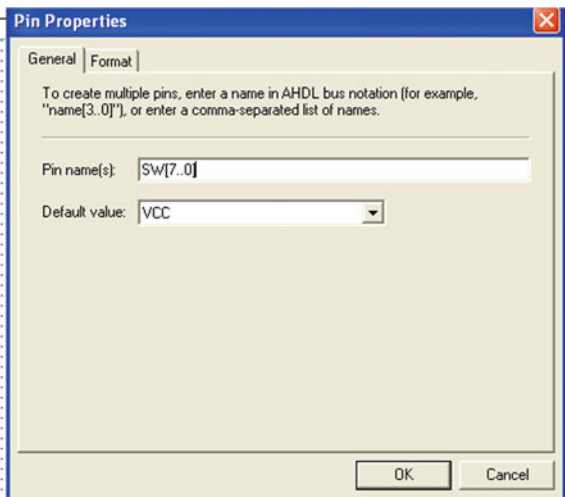 Pin Properties
General Format
To create multiple pins, enter a name in AHDL bus notation (for example,
"name[3..0]"), or enter a comma-separated list of names.
Pin name(s): SW[7..0]
Default value: VCC
OK Cancel